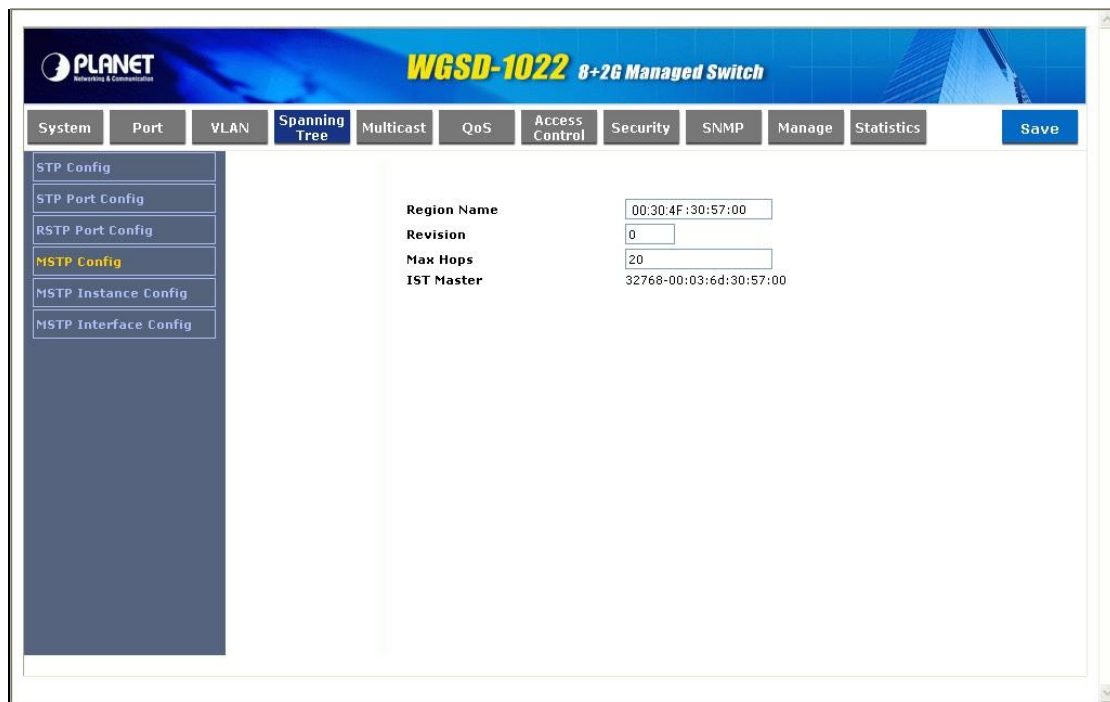 PLANET
Networking & Communication
WGSD-1022 8+2G Managed Switch
System Port VLAN Spanning Tree Multicast QoS Access Control Security SNMP Manage Statistics Save
STP Config
STP Port Config
RSTP Port Config
MSTP Config
MSTP Instance Config
MSTP Interface Config
Region Name 00:30:4F:30:57:00
Revision 0
Max Hops 20
IST Master 32768-00:03:6d:30:57:00